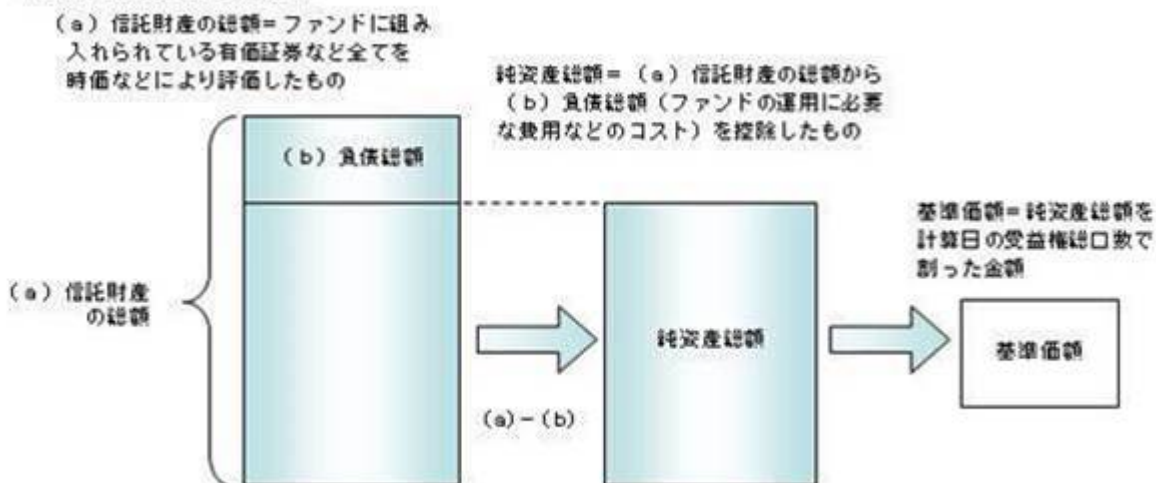 (a)信託財産の総額=ファンドに組み
入れられている有価証券など全てを
時価などにより評価したもの
純資産総額=(a)信託財産の総額から
(b)負債総額(ファンドの運用に必要
な費用などのコスト)を控除したもの
(b)負債総額
基準価額=純資産総額を
計算日の受益権総口数で
割った金額
(a)信託財産
の総額
純資産総額
基準価額
(a)-(b)